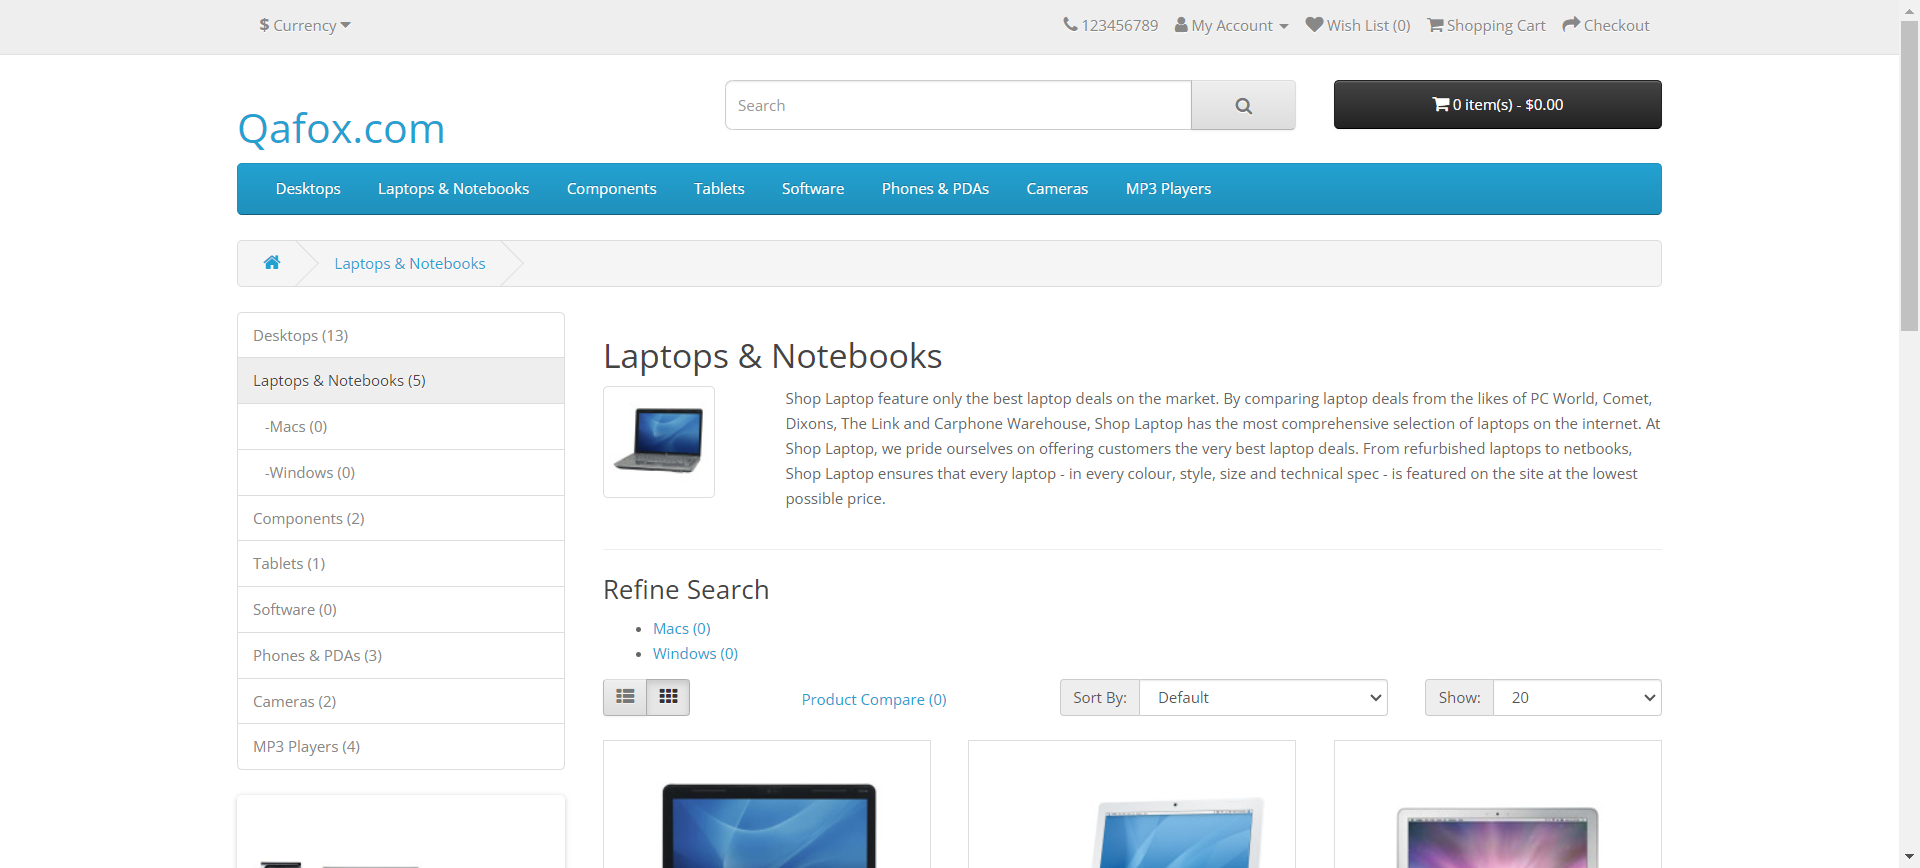 $ Currency
123456789 My Account Wish List (0) Shopping Cart Checkout
Qafox.com
Search
0 item(s) - $0.00
Desktops Laptops & Notebooks Components Tablets Software Phones & PDAs Cameras MP3 Players
Laptops & Notebooks
Desktops (13)
Laptops & Notebooks (5)
-Macs (0)
-Windows (0)
Components (2)
Tablets (1)
Software (0)
Phones & PDAs (3)
Cameras (2)
MP3 Players (4)
Laptops & Notebooks
Shop Laptop feature only the best laptop deals on the market. By comparing laptop deals from the likes of PC World, Comet,
Dixons, The Link and Carphone Warehouse, Shop Laptop has the most comprehensive selection of laptops on the internet. At
Shop Laptop, we pride ourselves on offering customers the very best laptop deals. From refurbished laptops to netbooks,
Shop Laptop ensures that every laptop - in every colour, style, size and technical spec - is featured on the site at the lowest
possible price.
Refine Search
Macs (0)
Windows (0)
Product Compare (0)
Sort By: Default
Show: 20